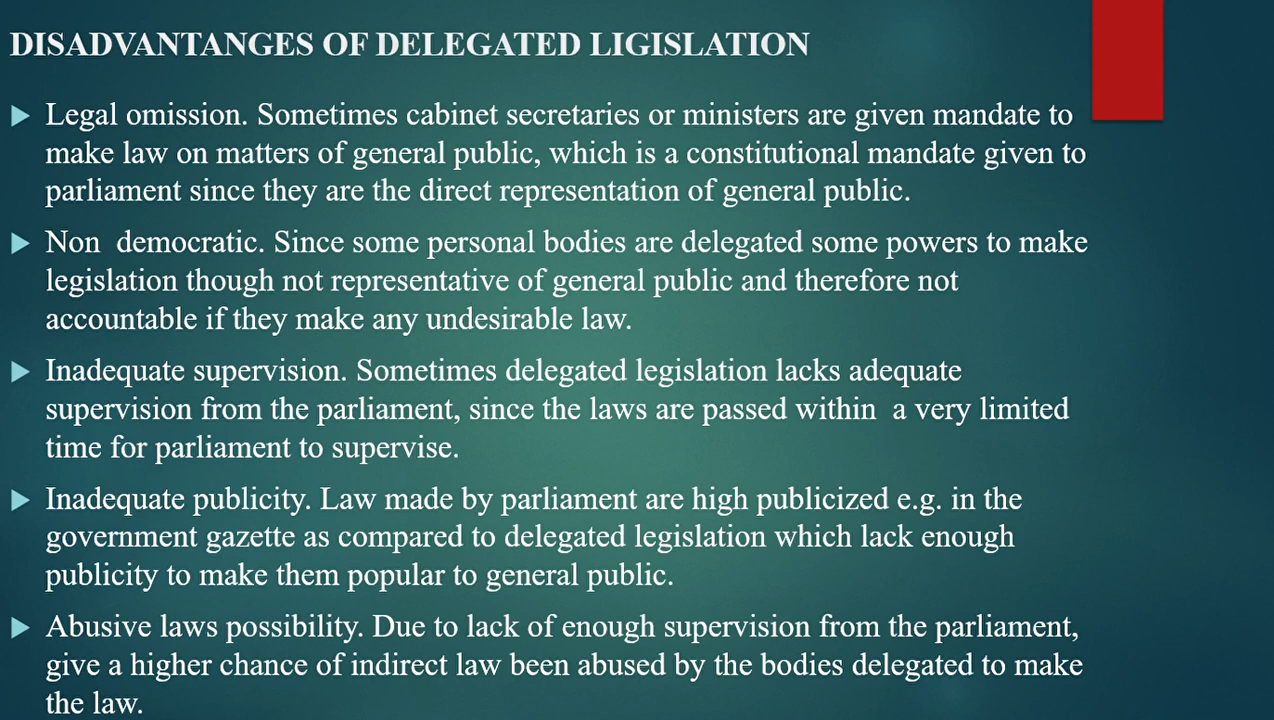 DISADVANTANGES OF DELEGATED LIGISLATION
Legal omission. Sometimes cabinet secretaries or ministers are given mandate to
make law on matters of general public, which is a constitutional mandate given to
parliament since they are the direct representation of general public.
Non  democratic. Since some personal bodies are delegated some powers to make
legislation though not representative of general public and therefore not
accountable if they make any undesirable law.
Inadequate supervision. Sometimes delegated legislation lacks adequate
supervision from the parliament, since the laws are passed within  a very limited
time for parliament to supervise.
Inadequate publicity. Law made by parliament are high publicized e.g. in the
government gazette as compared to delegated legislation which lack enough
publicity to make them popular to general public.
Abusive laws possibility. Due to lack of enough supervision from the parliament,
give a higher chance of indirect law been abused by the bodies delegated to make
the law.